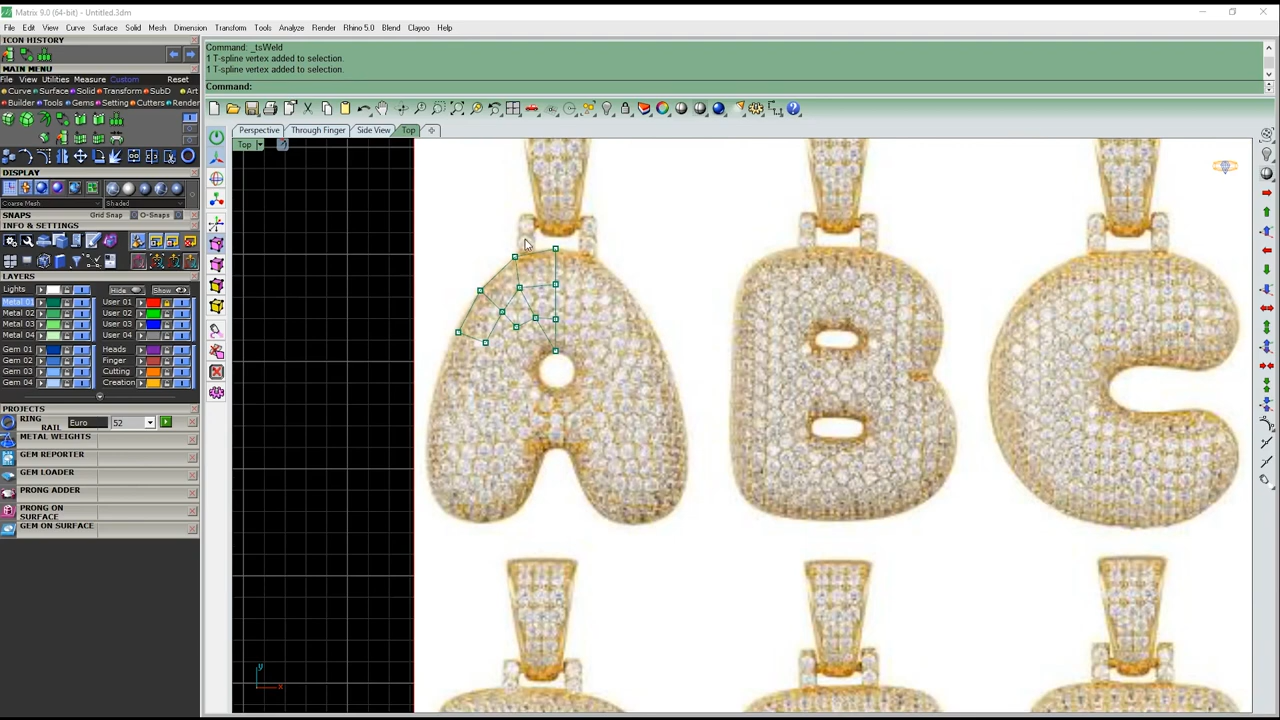 Matrix 9.0 (64-bit) - Untitled.3dm
File Edit View Curve Surface Solid Mesh Dimension Transform Tools Analyze Render Rhino 5.0 Blend Clayoo Help
ICON HISTORY
Command: _tsWeld
1 T-spline vertex added to selection.
1 T-spline vertex added to selection.
Command:
MAIN MENU
File View Utilities Measure Custom Reset
Curve Surface Solid Transform SubD Art
Builder Tools Gems Setting Cutters Render
Perspective Through Finger Side View Top
Top
DISPLAY
Coarse Mesh Shaded
SNAPS Grid Snap O-Snaps
INFO & SETTINGS
LAYERS
Lights Hide Show
Metal 01 User 01
Metal 02 User 02
Metal 03 User 03
Metal 04 User 04
Gem 01 Heads
Gem 02 Finger
Gem 03 Cutting
Gem 04 Creation
PROJECTS
RING RAIL Euro 52
METAL WEIGHTS
GEM REPORTER
GEM LOADER
PRONG ADDER
PRONG ON SURFACE
GEM ON SURFACE
y
x